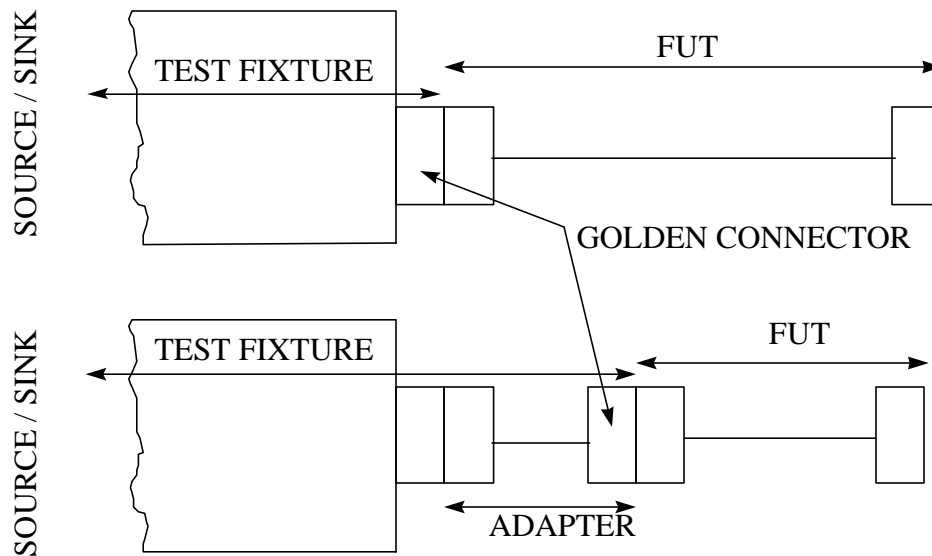 SOURCE / SINK
FUT
TEST FIXTURE
GOLDEN CONNECTOR
SOURCE / SINK
FUT
TEST FIXTURE
ADAPTER